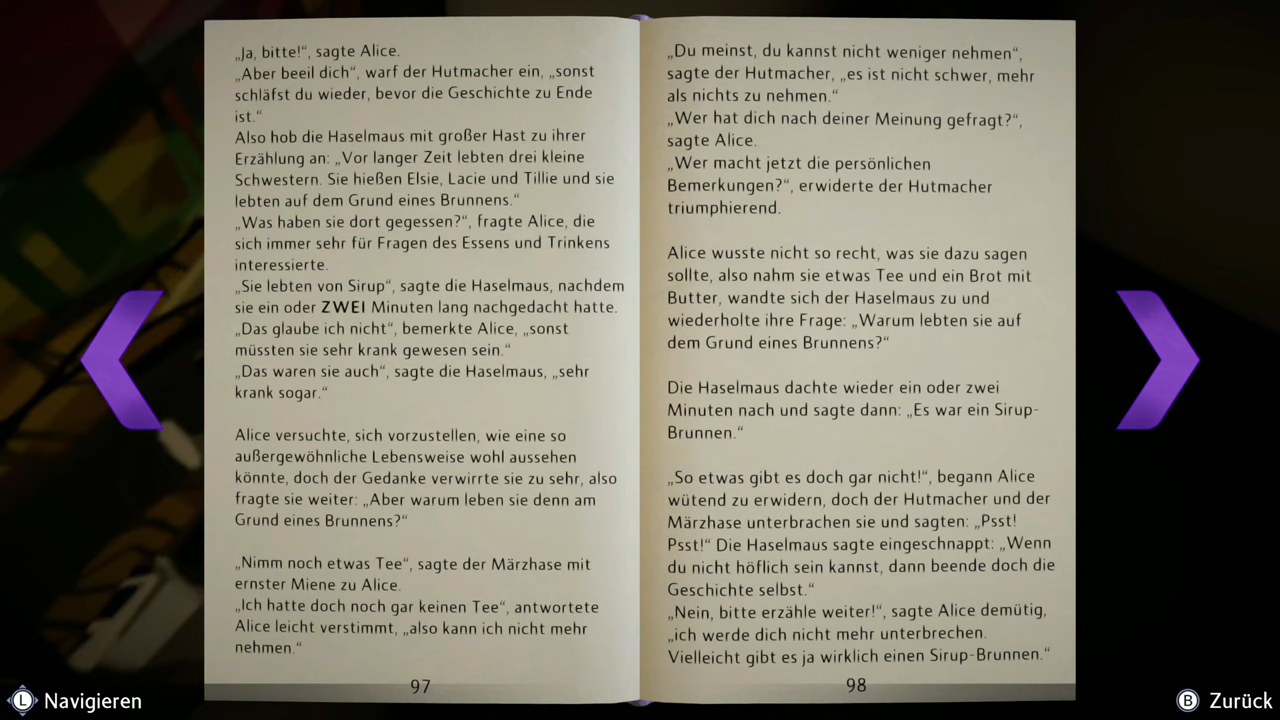 „Ja, bitte!“, sagte Alice.
„Aber beeil dich“, warf der Hutmacher ein, „sonst
schläfst du wieder, bevor die Geschichte zu Ende
ist.“
Also hob die Haselmaus mit großer Hast zu ihrer
Erzählung an: „Vor langer Zeit lebten drei kleine
Schwestern. Sie hießen Elsie, Lacie und Tillie und sie
lebten auf dem Grund eines Brunnens.“
„Was haben sie dort gegessen?“, fragte Alice, die
sich immer sehr für Fragen des Essens und Trinkens
interessierte.
„Sie lebten von Sirup“, sagte die Haselmaus, nachdem
sie ein oder ZWEI Minuten lang nachgedacht hatte.
„Das glaube ich nicht“, bemerkte Alice, „sonst
müssten sie sehr krank gewesen sein.“
„Das waren sie auch“, sagte die Haselmaus, „sehr
krank sogar.“
Alice versuchte, sich vorzustellen, wie eine so
außergewöhnliche Lebensweise wohl aussehen
könnte, doch der Gedanke verwirrte sie zu sehr, also
fragte sie weiter: „Aber warum leben sie denn am
Grund eines Brunnens?“
„Nimm noch etwas Tee“, sagte der Märzhase mit
ernster Miene zu Alice.
„Ich hatte doch noch gar keinen Tee“, antwortete
Alice leicht verstimmt, „also kann ich nicht mehr
nehmen.“
97
„Du meinst, du kannst nicht weniger nehmen“,
sagte der Hutmacher, „es ist nicht schwer, mehr
als nichts zu nehmen.“
„Wer hat dich nach deiner Meinung gefragt?“,
sagte Alice.
„Wer macht jetzt die persönlichen
Bemerkungen?“, erwiderte der Hutmacher
triumphierend.
Alice wusste nicht so recht, was sie dazu sagen
sollte, also nahm sie etwas Tee und ein Brot mit
Butter, wandte sich der Haselmaus zu und
wiederholte ihre Frage: „Warum lebten sie auf
dem Grund eines Brunnens?“
Die Haselmaus dachte wieder ein oder zwei
Minuten nach und sagte dann: „Es war ein Sirup-
Brunnen.“
„So etwas gibt es doch gar nicht!“, begann Alice
wütend zu erwidern, doch der Hutmacher und der
Märzhase unterbrachen sie und sagten: „Psst!
Psst!“ Die Haselmaus sagte eingeschnappt: „Wenn
du nicht höflich sein kannst, dann beende doch die
Geschichte selbst.“
„Nein, bitte erzähle weiter!“, sagte Alice demütig,
„ich werde dich nicht mehr unterbrechen.
Vielleicht gibt es ja wirklich einen Sirup-Brunnen.“
98
L Navigieren
B Zurück